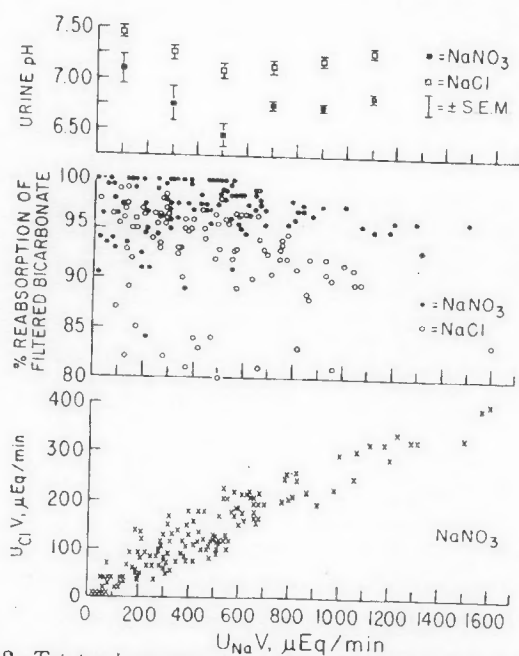 7.50
7.00
6.50
URINE pH
= NaNO3
= NaCl
= ± S.E.M.
100
95
90
85
80
% REABSORPTION OF
FILTERED BICARBONATE
• = NaNO3
○ = NaCl
400
300
200
100
0
UClV, µEq/min
NaNO3
0 200 400 600 800 1000 1200 1400 1600
UNaV, µEq/min